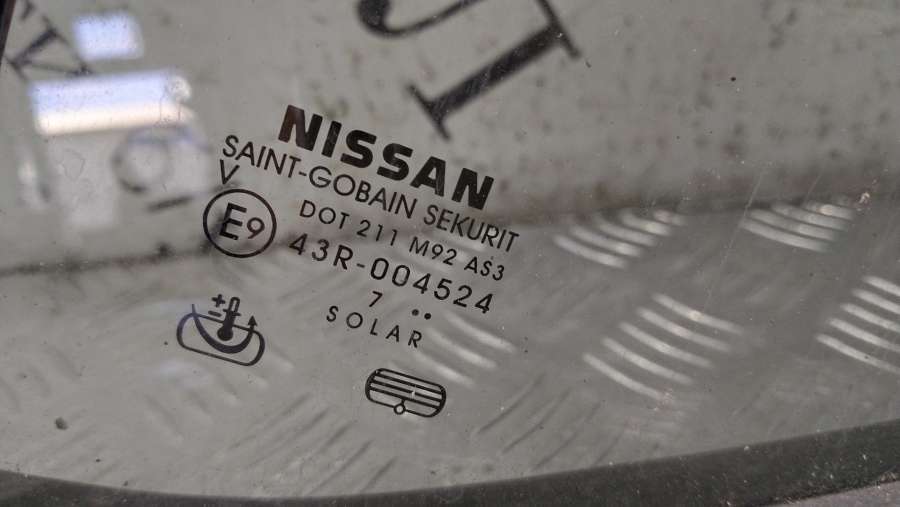 NISSAN
SAINT-GOBAIN SEKURIT
V
E9
DOT 211 M92 AS3
43R-004524
7 ..
SOLAR